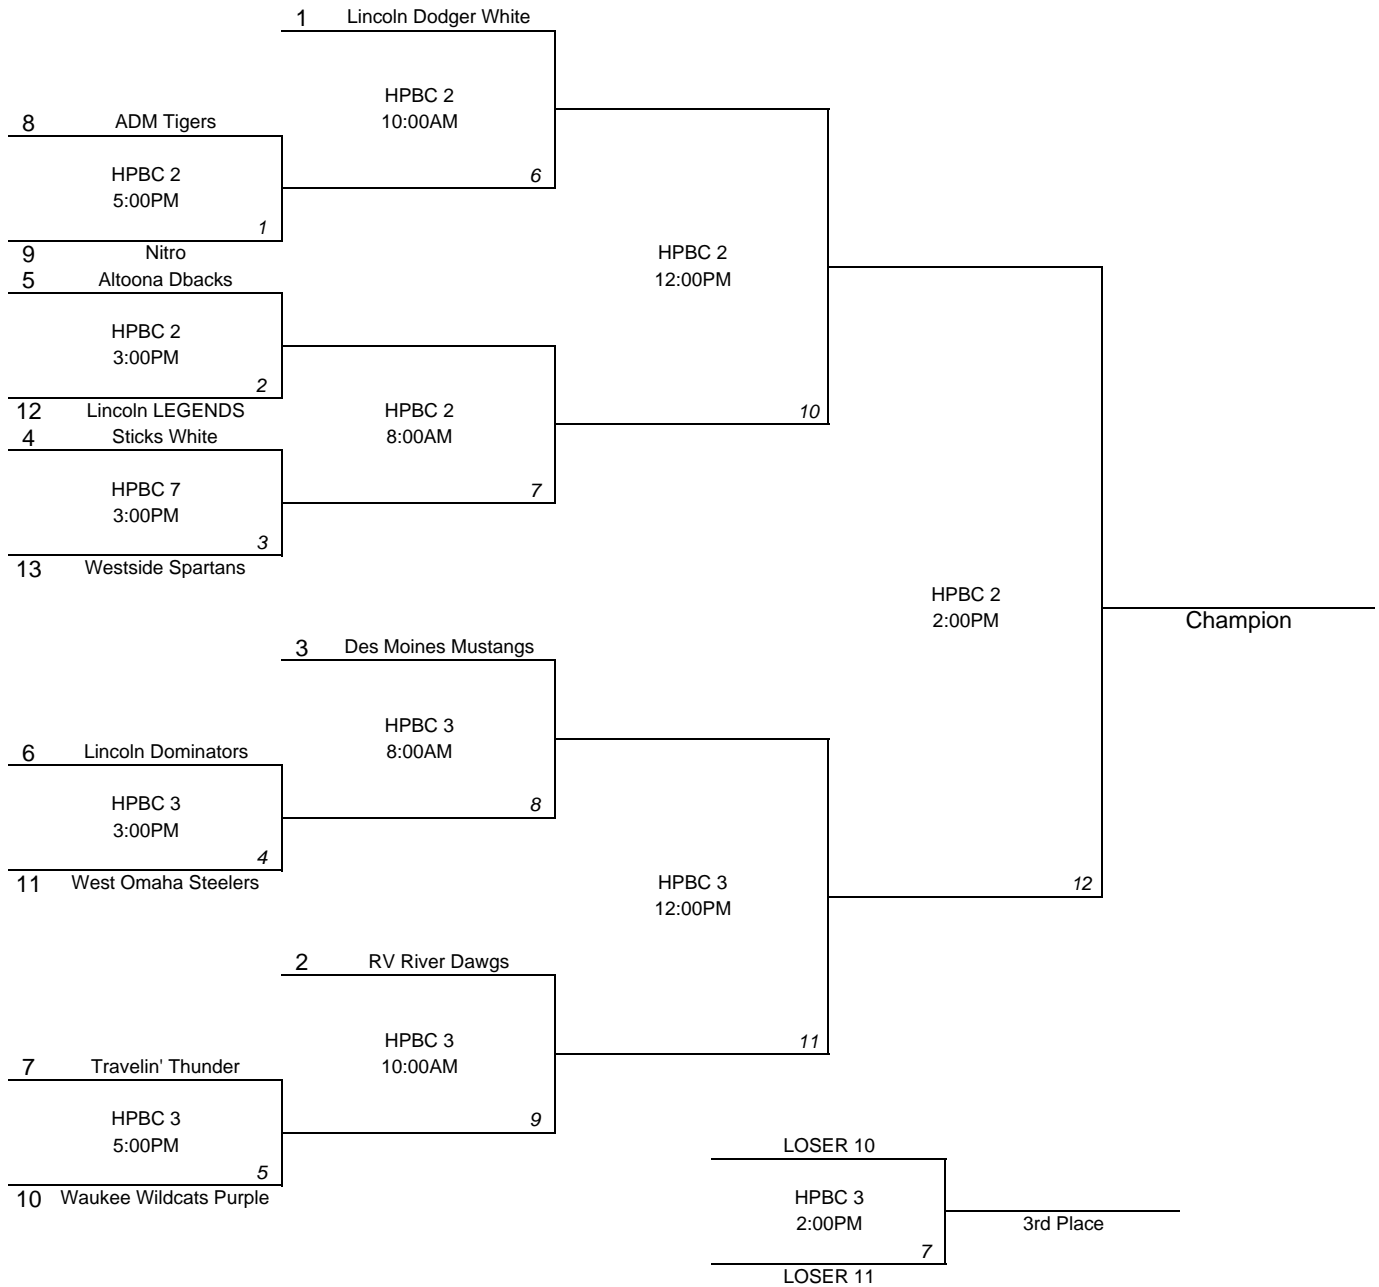 1 Lincoln Dodger White
HPBC 2
10:00AM
8 ADM Tigers
HPBC 2
6
5:00PM
1
9 Nitro
HPBC 2
5 Altoona Dbacks
12:00PM
HPBC 2
3:00PM
2
12 Lincoln LEGENDS
HPBC 2
10
4 Sticks White
8:00AM
HPBC 7
7
3:00PM
3
13 Westside Spartans
HPBC 2
2:00PM
Champion
3 Des Moines Mustangs
HPBC 3
6 Lincoln Dominators
8:00AM
HPBC 3
8
3:00PM
4
11 West Omaha Steelers
HPBC 3
12
12:00PM
2 RV River Dawgs
HPBC 3
11
7 Travelin' Thunder
10:00AM
HPBC 3
9
5:00PM
LOSER 10
5
10 Waukee Wildcats Purple
HPBC 3
2:00PM
3rd Place
7
LOSER 11